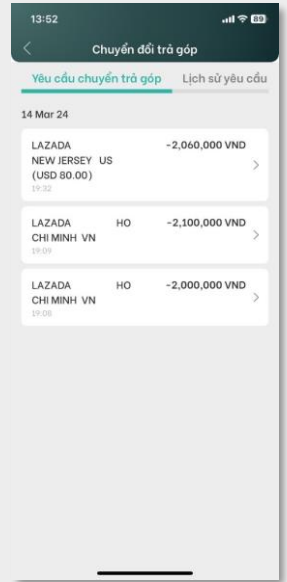 13:52
89
Chuyển đổi trả góp
Yêu cầu chuyển trả góp Lịch sử yêu cầu
14 Mar 24
LAZADA -2,060,000 VND
NEW JERSEY US
(USD 80.00)
19:32
LAZADA HO -2,100,000 VND
CHI MINH VN
19:09
LAZADA HO -2,000,000 VND
CHI MINH VN
19:08